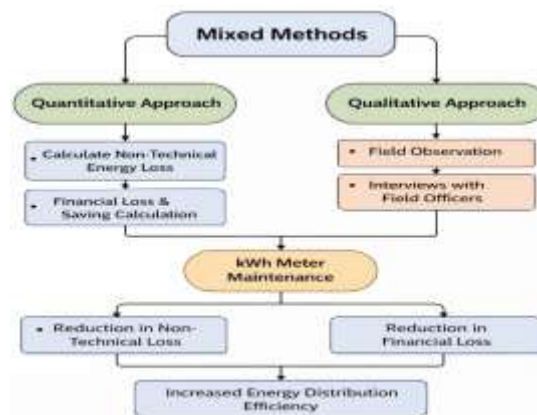 Mixed Methods
Quantitative Approach
Qualitative Approach
• Calculate Non-Technical
Energy Loss
• Financial Loss &
Saving Calculation
• Field Observation
• Interviews with
Field Officers
kWh Meter
Maintenance
• Reduction in Non-
Technical Loss
Reduction in
Financial Loss
Increased Energy Distribution
Efficiency